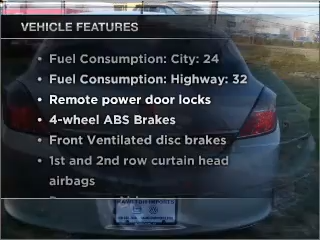 VEHICLE FEATURES
• Fuel Consumption: City: 24
• Fuel Consumption: Highway: 32
• Remote power door locks
• 4-wheel ABS Brakes
• Front Ventilated disc brakes
• 1st and 2nd row curtain head
airbags